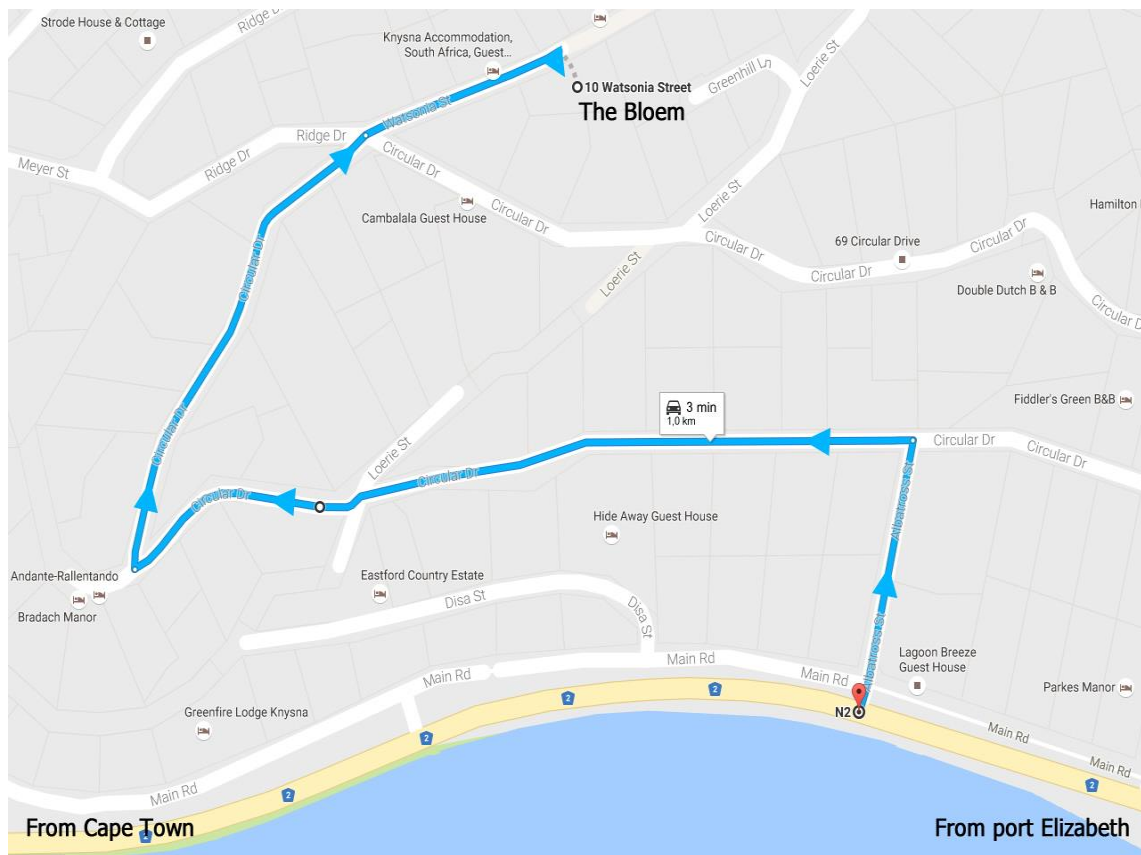 Strode House & Cottage
Ridge Dr
Knysna Accommodation,
South Africa, Guest...
10 Watsonia Street
The Bloem
Greenhill Ln
Loerie St
Watsonia St
Ridge Dr
Meyer St
Ridge Dr
Circular Dr
Cambalala Guest House
Circular Dr
Loerie St
Circular Dr
69 Circular Drive
Circular Dr
Circular Dr
Hamilton
Double Dutch B & B
Circular D
Loerie St
Circular Dr
Circular Dr
3 min
1,0 km
Fiddler's Green B&B
Circular Dr
Circular Dr
Loerie St
Circular Dr
Circular Dr
Albatross St
Hide Away Guest House
Andante-Rallentando
Bradach Manor
Eastford Country Estate
Disa St
Disa St
Albatross St
Lagoon Breeze
Guest House
Main Rd
Main Rd
Main Rd
Parkes Manor
Greenfire Lodge Knysna
N2
2
2
2
Main Rd
Main Rd
2
2
Main Rd
2
From Cape Town
From port Elizabeth